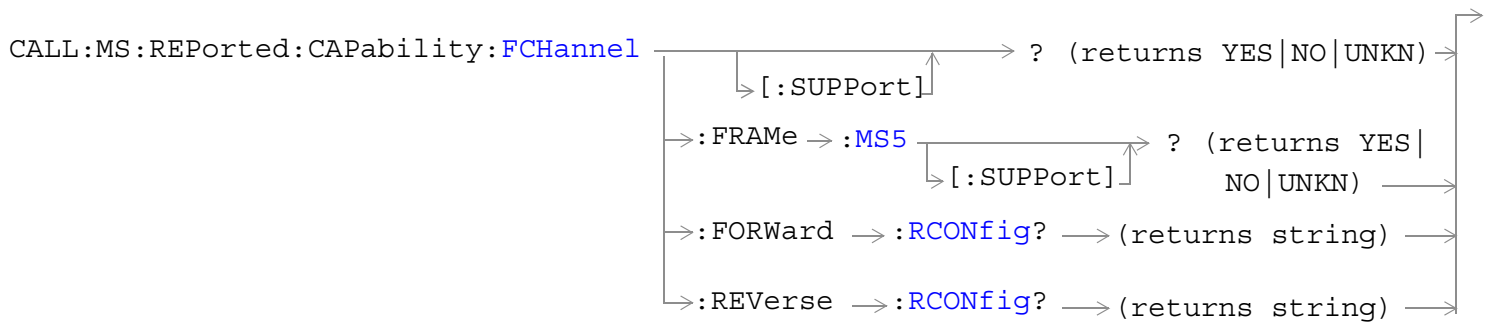 CALL:MS:REPorted:CAPability:FCHannel ? (returns YES|NO|UNKN)
[:SUPPort]
:FRAMe :MS5 ? (returns YES|
[:SUPPort] NO|UNKN)
:FORWard :RCONfig? (returns string)
:REVerse :RCONfig? (returns string)